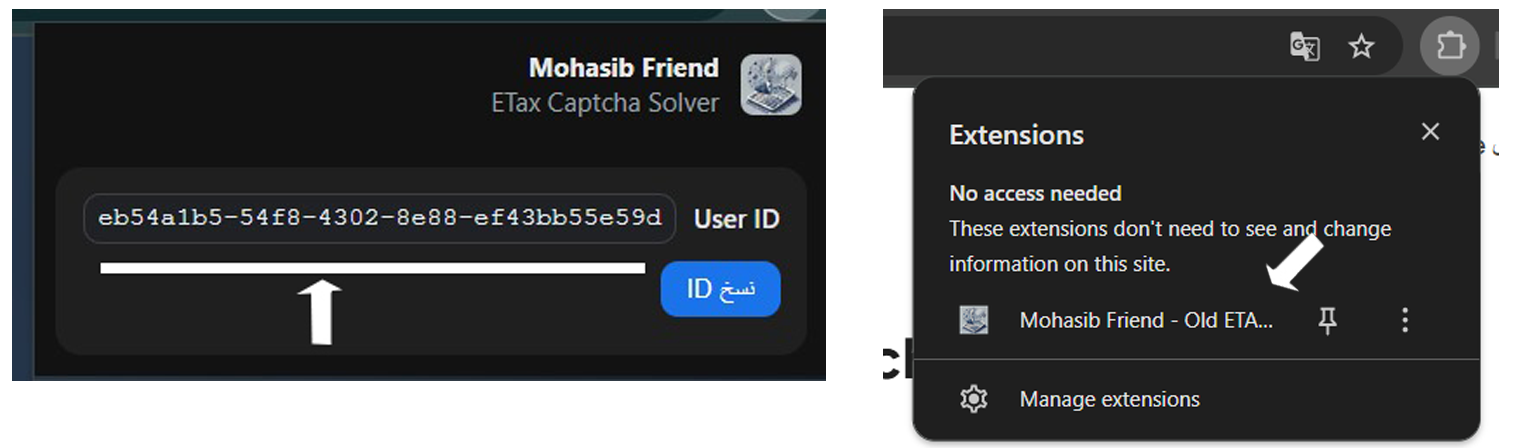 Mohasib Friend
ETax Captcha Solver
eb54a1b5-54f8-4302-8e88-ef43bb55e59d
User ID
نسخ ID
Extensions
No access needed
These extensions don't need to see and change
information on this site.
Mohasib Friend - Old ETA...
Manage extensions